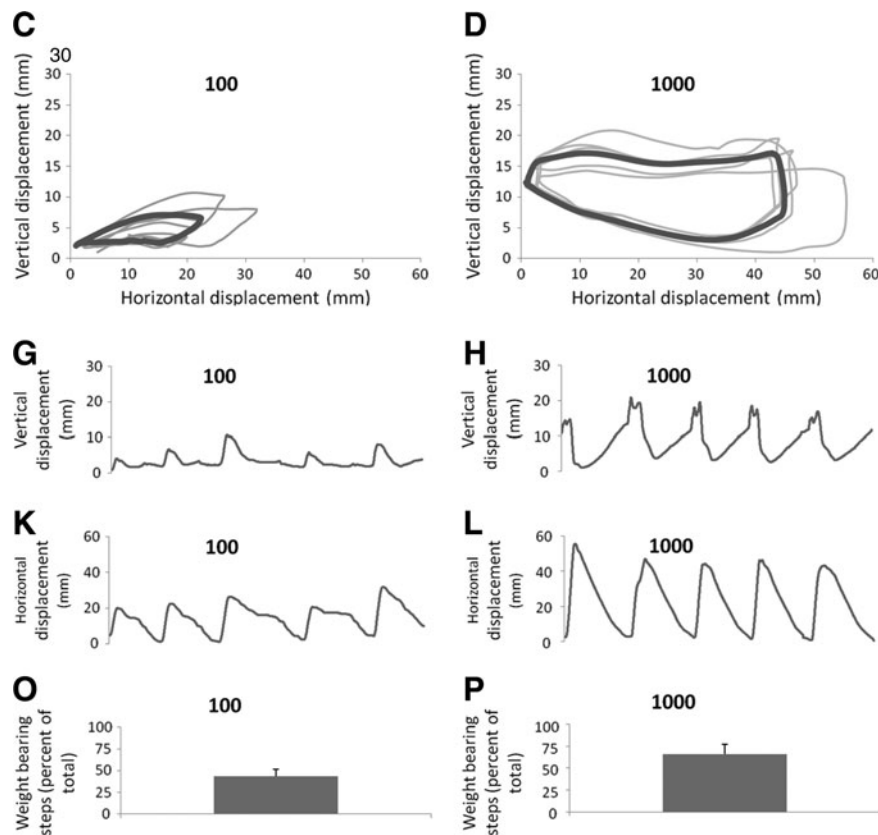 C
30
Vertical displacement (mm)
30
25
20
15
10
5
0
100
0 10 20 30 40 50 60
Horizontal displacement (mm)
D
Vertical displacement (mm)
30
25
20
15
10
5
0
1000
0 10 20 30 40 50 60
Horizontal displacement (mm)
G
Vertical
displacement
(mm)
30
20
10
0
100
H
Vertical
displacement
(mm)
30
20
10
0
1000
K
Horizontal
displacement
(mm)
60
40
20
0
100
L
Horizontal
displacement
(mm)
60
40
20
0
1000
O
Weight bearing
steps (percent of
total)
100
75
50
25
0
100
P
Weight bearing
steps (percent of
total)
100
75
50
25
0
1000